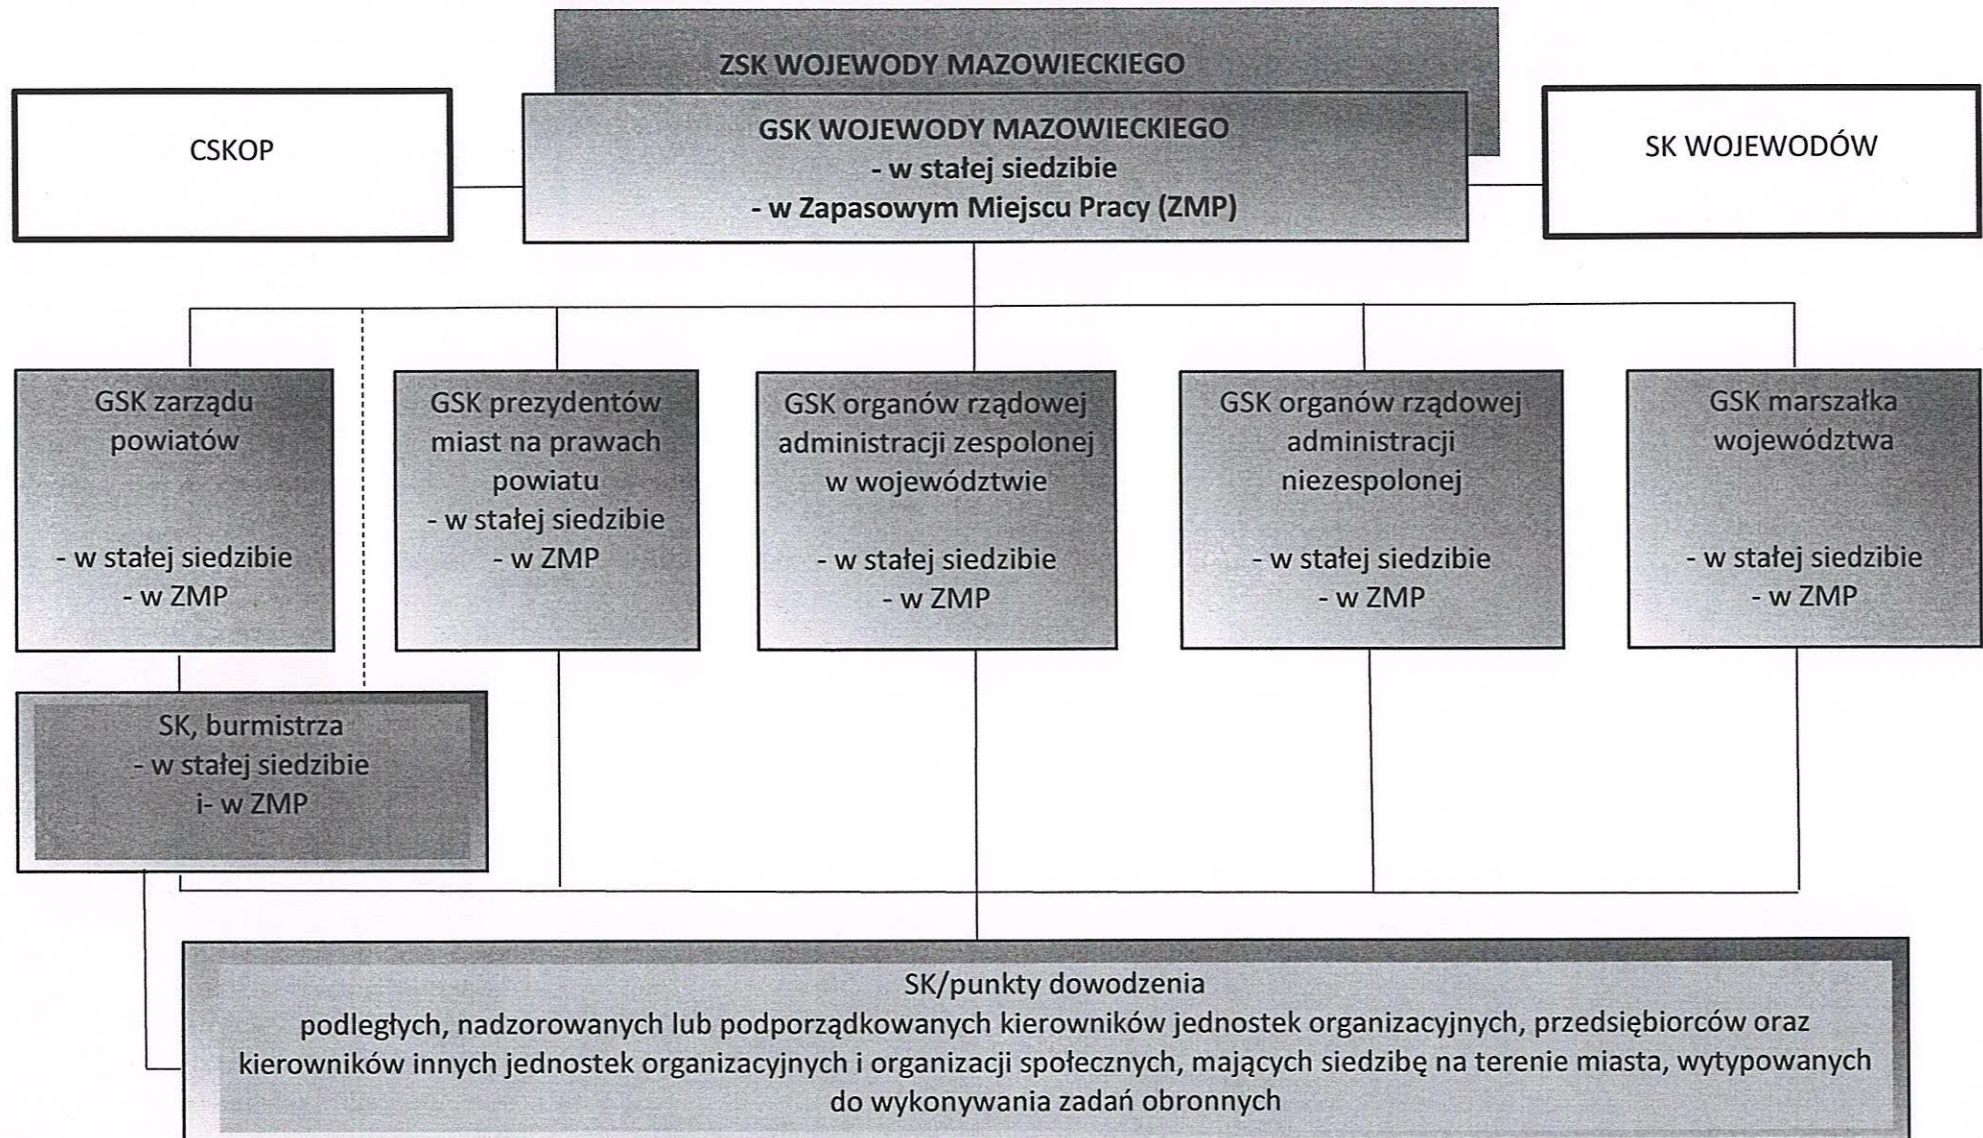 ZSK WOJEWODY MAZOWIECKIEGO
CSKOP
GSK WOJEWODY MAZOWIECKIEGO
- w stałej siedzibie
- w Zapasowym Miejscu Pracy (ZMP)
SK WOJEWODÓW
GSK zarządu
powiatów
- w stałej siedzibie
- w ZMP
GSK prezydentów
miast na prawach
powiatu
- w stałej siedzibie
- w ZMP
GSK organów rządowej
administracji zespolonej
w województwie
- w stałej siedzibie
- w ZMP
GSK organów rządowej
administracji
niezespolonej
- w stałej siedzibie
- w ZMP
GSK marszałka
województwa
- w stałej siedzibie
- w ZMP
SK, burmistrza
- w stałej siedzibie
i- w ZMP
SK/punkty dowodzenia
podległych, nadzorowanych lub podporządkowanych kierowników jednostek organizacyjnych, przedsiębiorców oraz
kierowników innych jednostek organizacyjnych i organizacji społecznych, mających siedzibę na terenie miasta, wytypowanych
do wykonywania zadań obronnych